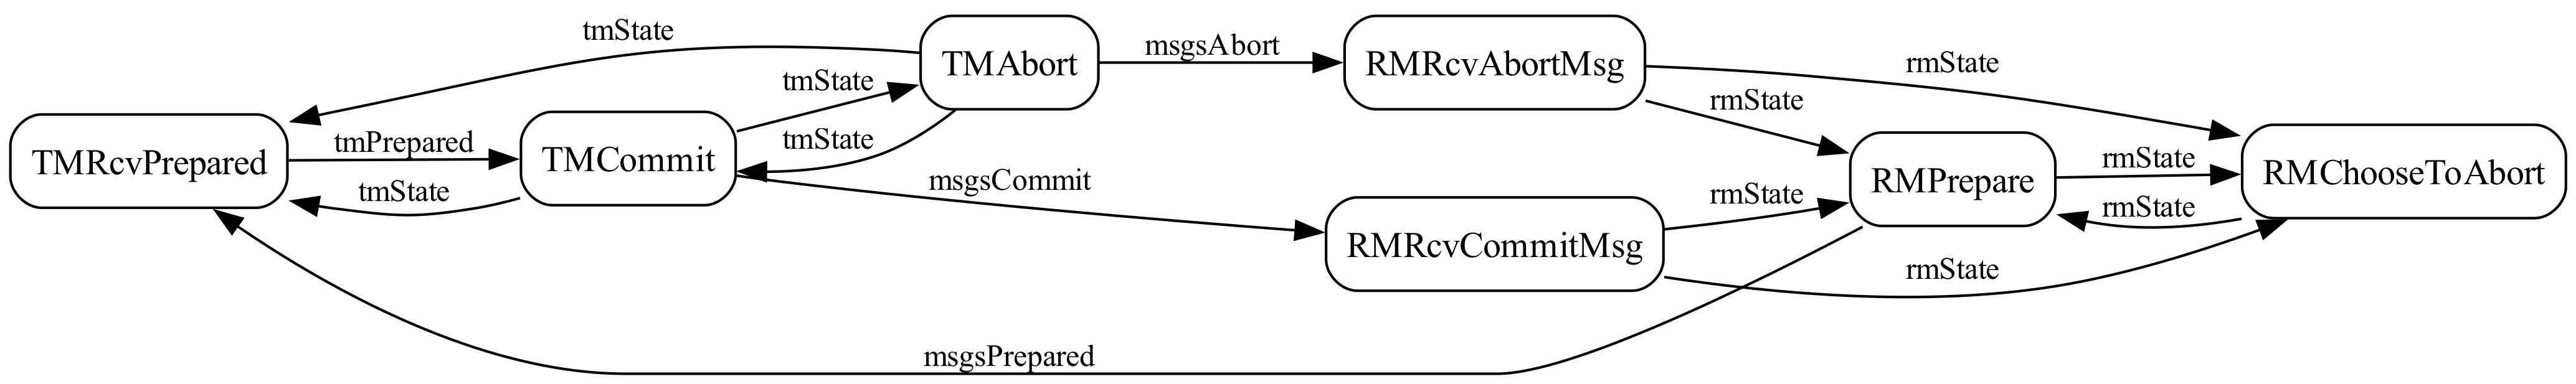 tmState
TMAbort
msgsAbort
RMRcvAbortMsg
rmState
tmState
rmState
TMRcvPrepared
tmPrepared
TMCommit
tmState
tmState
msgsCommit
RMRcvCommitMsg
rmState
RMPrepare
rmState
rmState
RMChooseToAbort
rmState
msgsPrepared